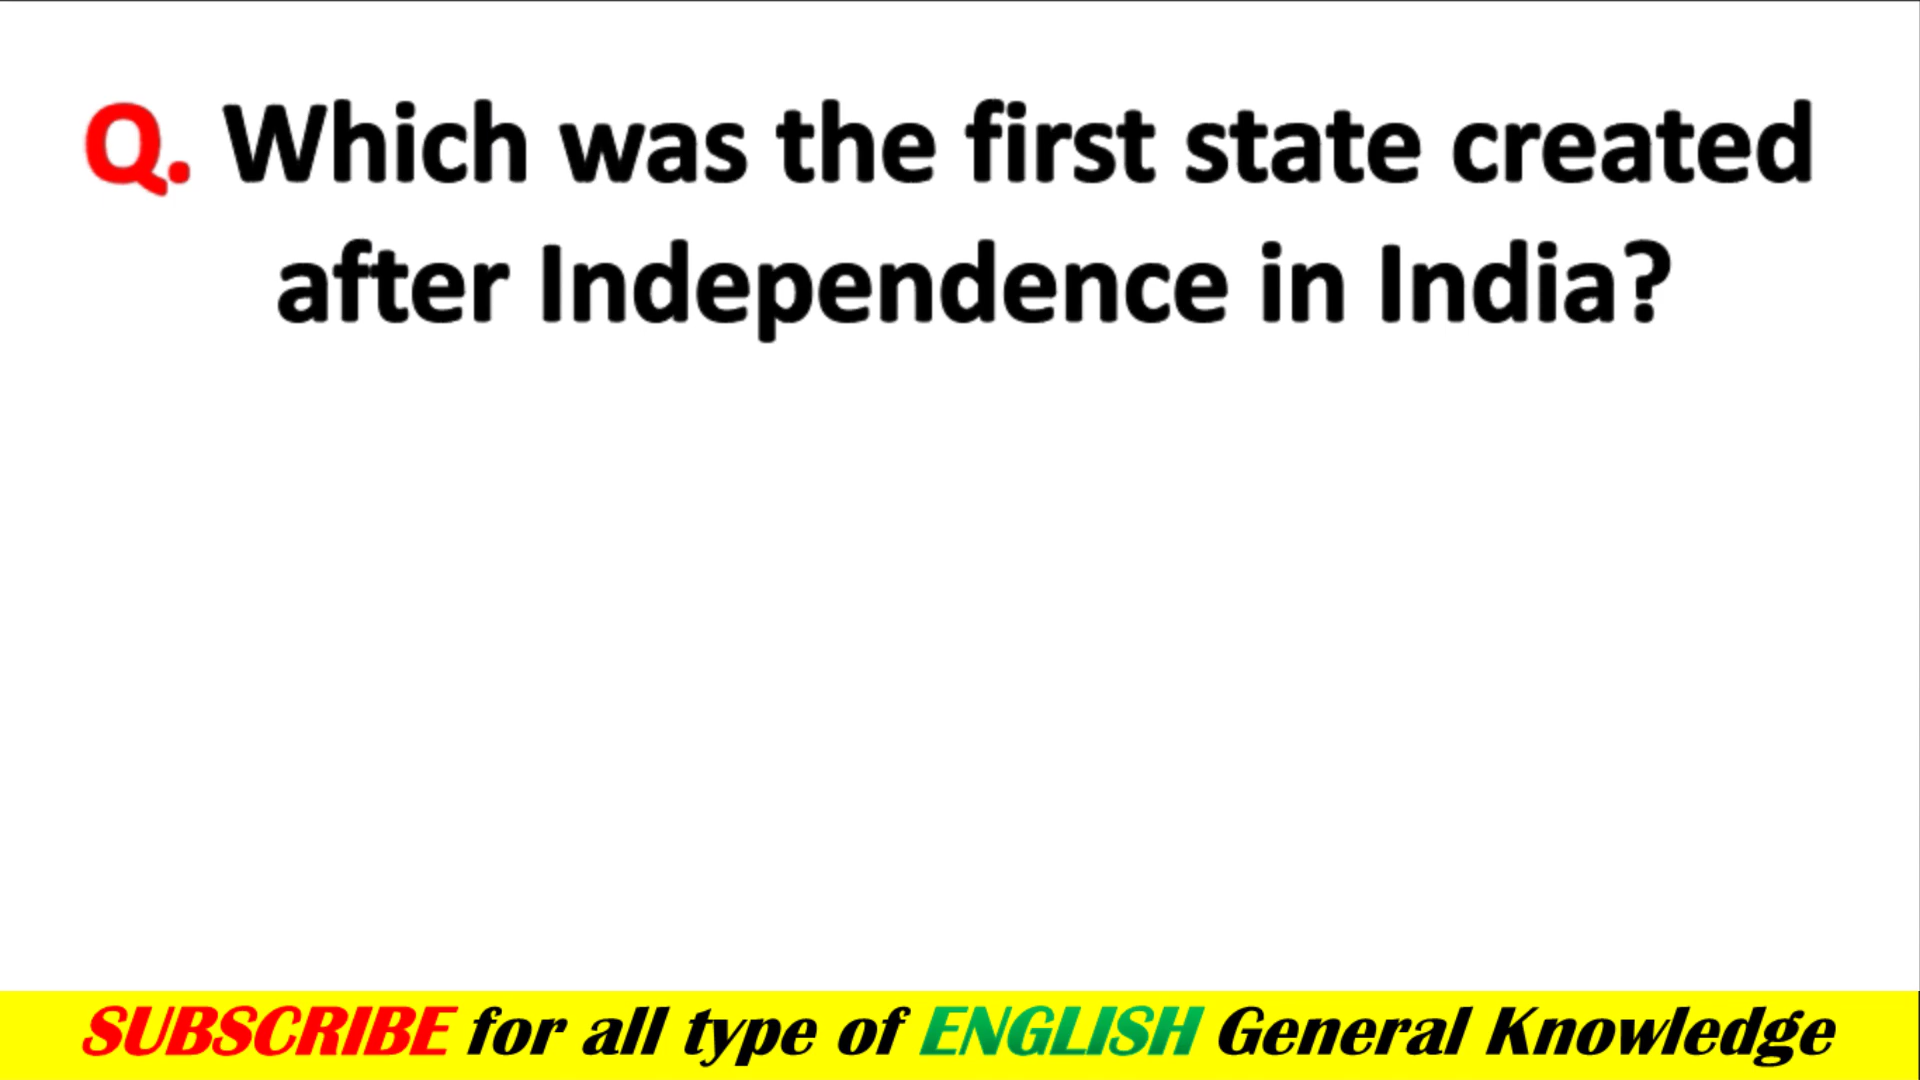 Q. Which was the first state created
after Independence in India?
SUBSCRIBE for all type of ENGLISH General Knowledge